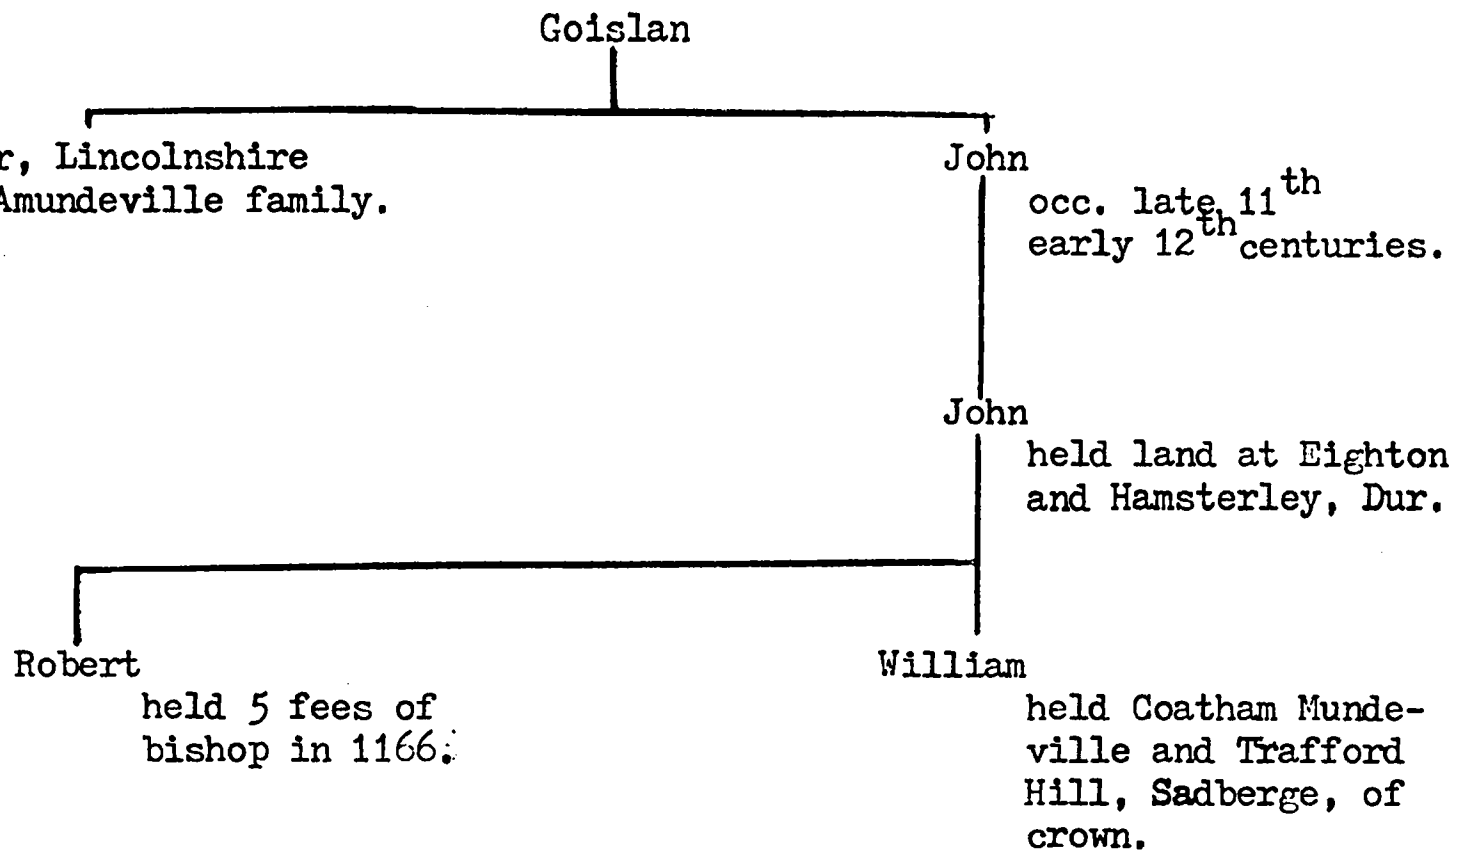 Goislan
r, Lincolnshire
Amundeville family.
John
occ. late 11th
early 12th centuries.
John
held land at Eighton
and Hamsterley, Dur.
Robert
held 5 fees of
bishop in 1166.
William
held Coatham Munde-
ville and Trafford
Hill, Sadberge, of
crown.